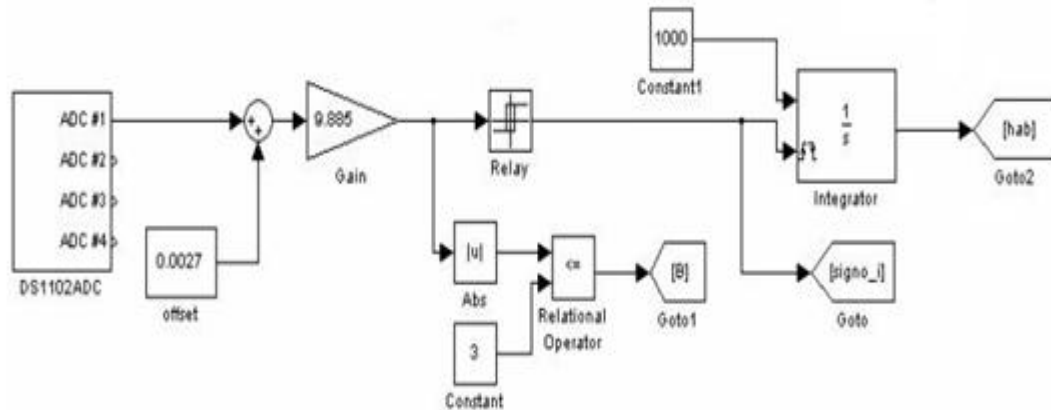 1000
Constant1
ADC #1
ADC #2
ADC #3
ADC #4
DS1102ADC
+
+
9.885
Gain
Relay
1
s
Integrator
[hab]
Goto2
0.0027
offset
|u|
Abs
<=
Relational
Operator
[B]
Goto1
[signo_i]
Goto
3
Constant